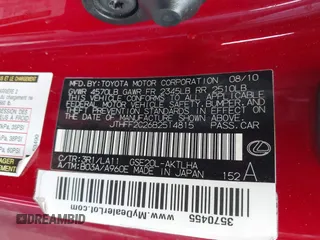 MFD. BY: TOYOTA MOTOR CORPORATION 08/10
GVWR 4570LB GAWR FR 2345LB RR 2510LB
THIS VEHICLE CONFORMS TO ALL APPLICABLE
FEDERAL MOTOR VEHICLE SAFETY, BUMPER, AND
THEFT PREVENTION STANDARDS IN EFFECT ON
THE DATE OF MANUFACTURE SHOWN ABOVE.
JTHFF2C26B2514815
PASS. CAR
C/TR: 3R1/LA11 GSE20L-AKTLHA
A/TM: B03A/A960E MADE IN JAPAN
152 A
3570455
www.MyDealerLot.com
DREAMBID